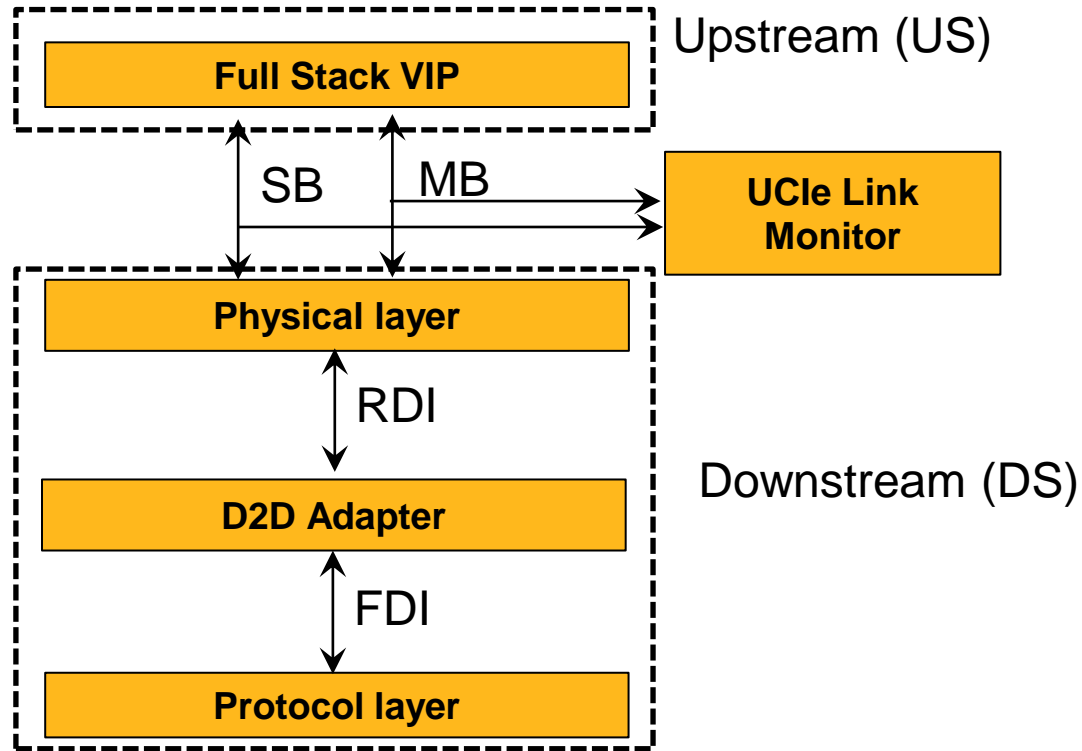 Upstream (US)
Full Stack VIP
SB
MB
UCIe Link
Monitor
Physical layer
RDI
Downstream (DS)
D2D Adapter
FDI
Protocol layer